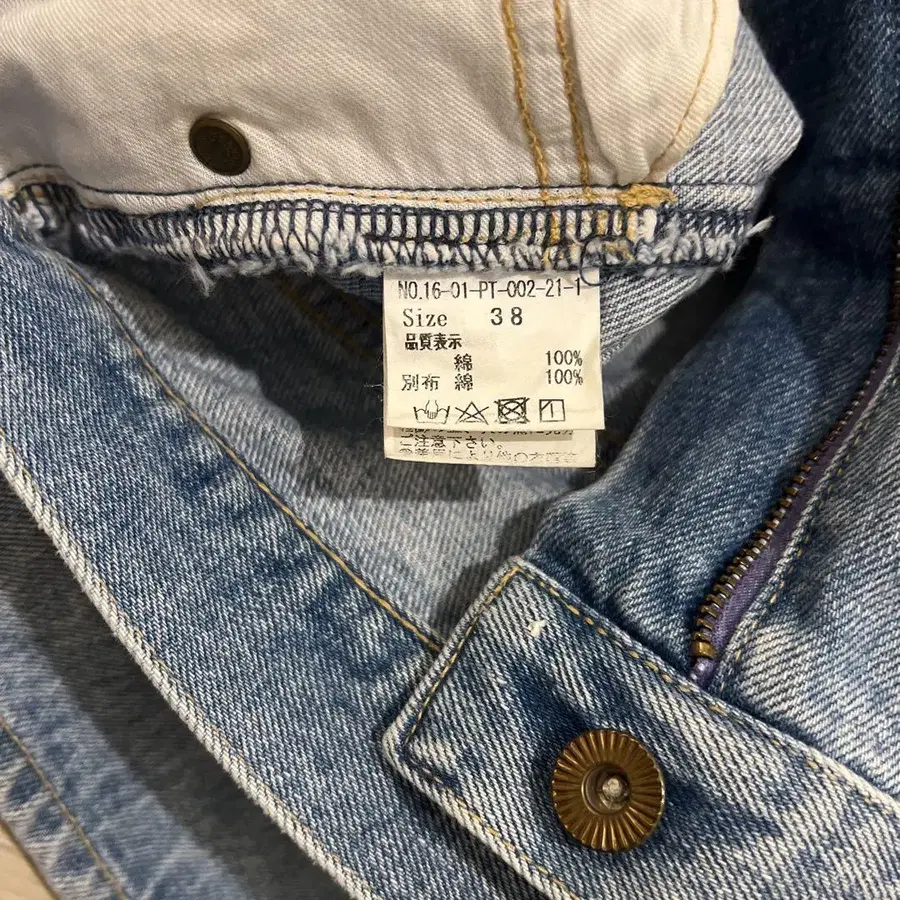 NO.16-01-PT-002-21-1
Size 38
品質表示
綿 100%
別布 綿 100%
ご注意下さい。